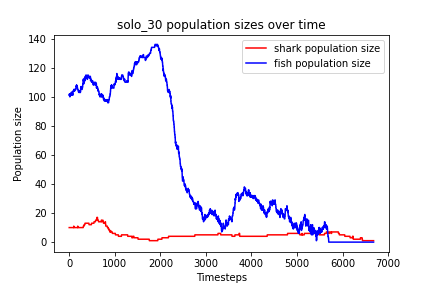 solo_30 population sizes over time
shark population size
fish population size
Population size
140
120
100
80
60
40
20
0
0 1000 2000 3000 4000 5000 6000 7000
Timesteps